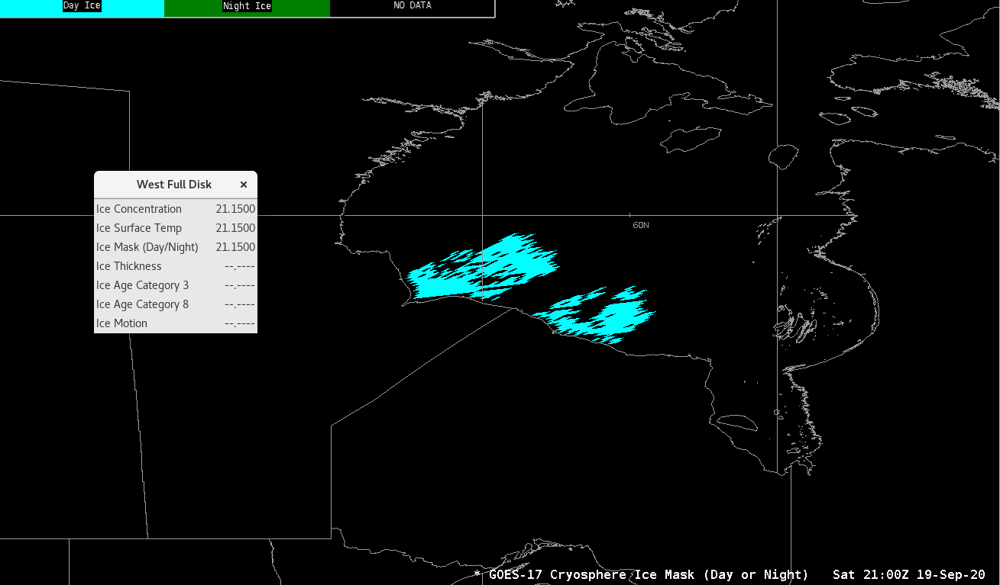 Day Ice Night Ice NO DATA
West Full Disk ×
Ice Concentration 21.1500
Ice Surface Temp 21.1500
Ice Mask (Day/Night) 21.1500
Ice Thickness --.----
Ice Age Category 3 --.----
Ice Age Category 8 --.----
Ice Motion --.----
60N
* GOES-17 Cryosphere Ice Mask (Day or Night) Sat 21:00Z 19-Sep-20